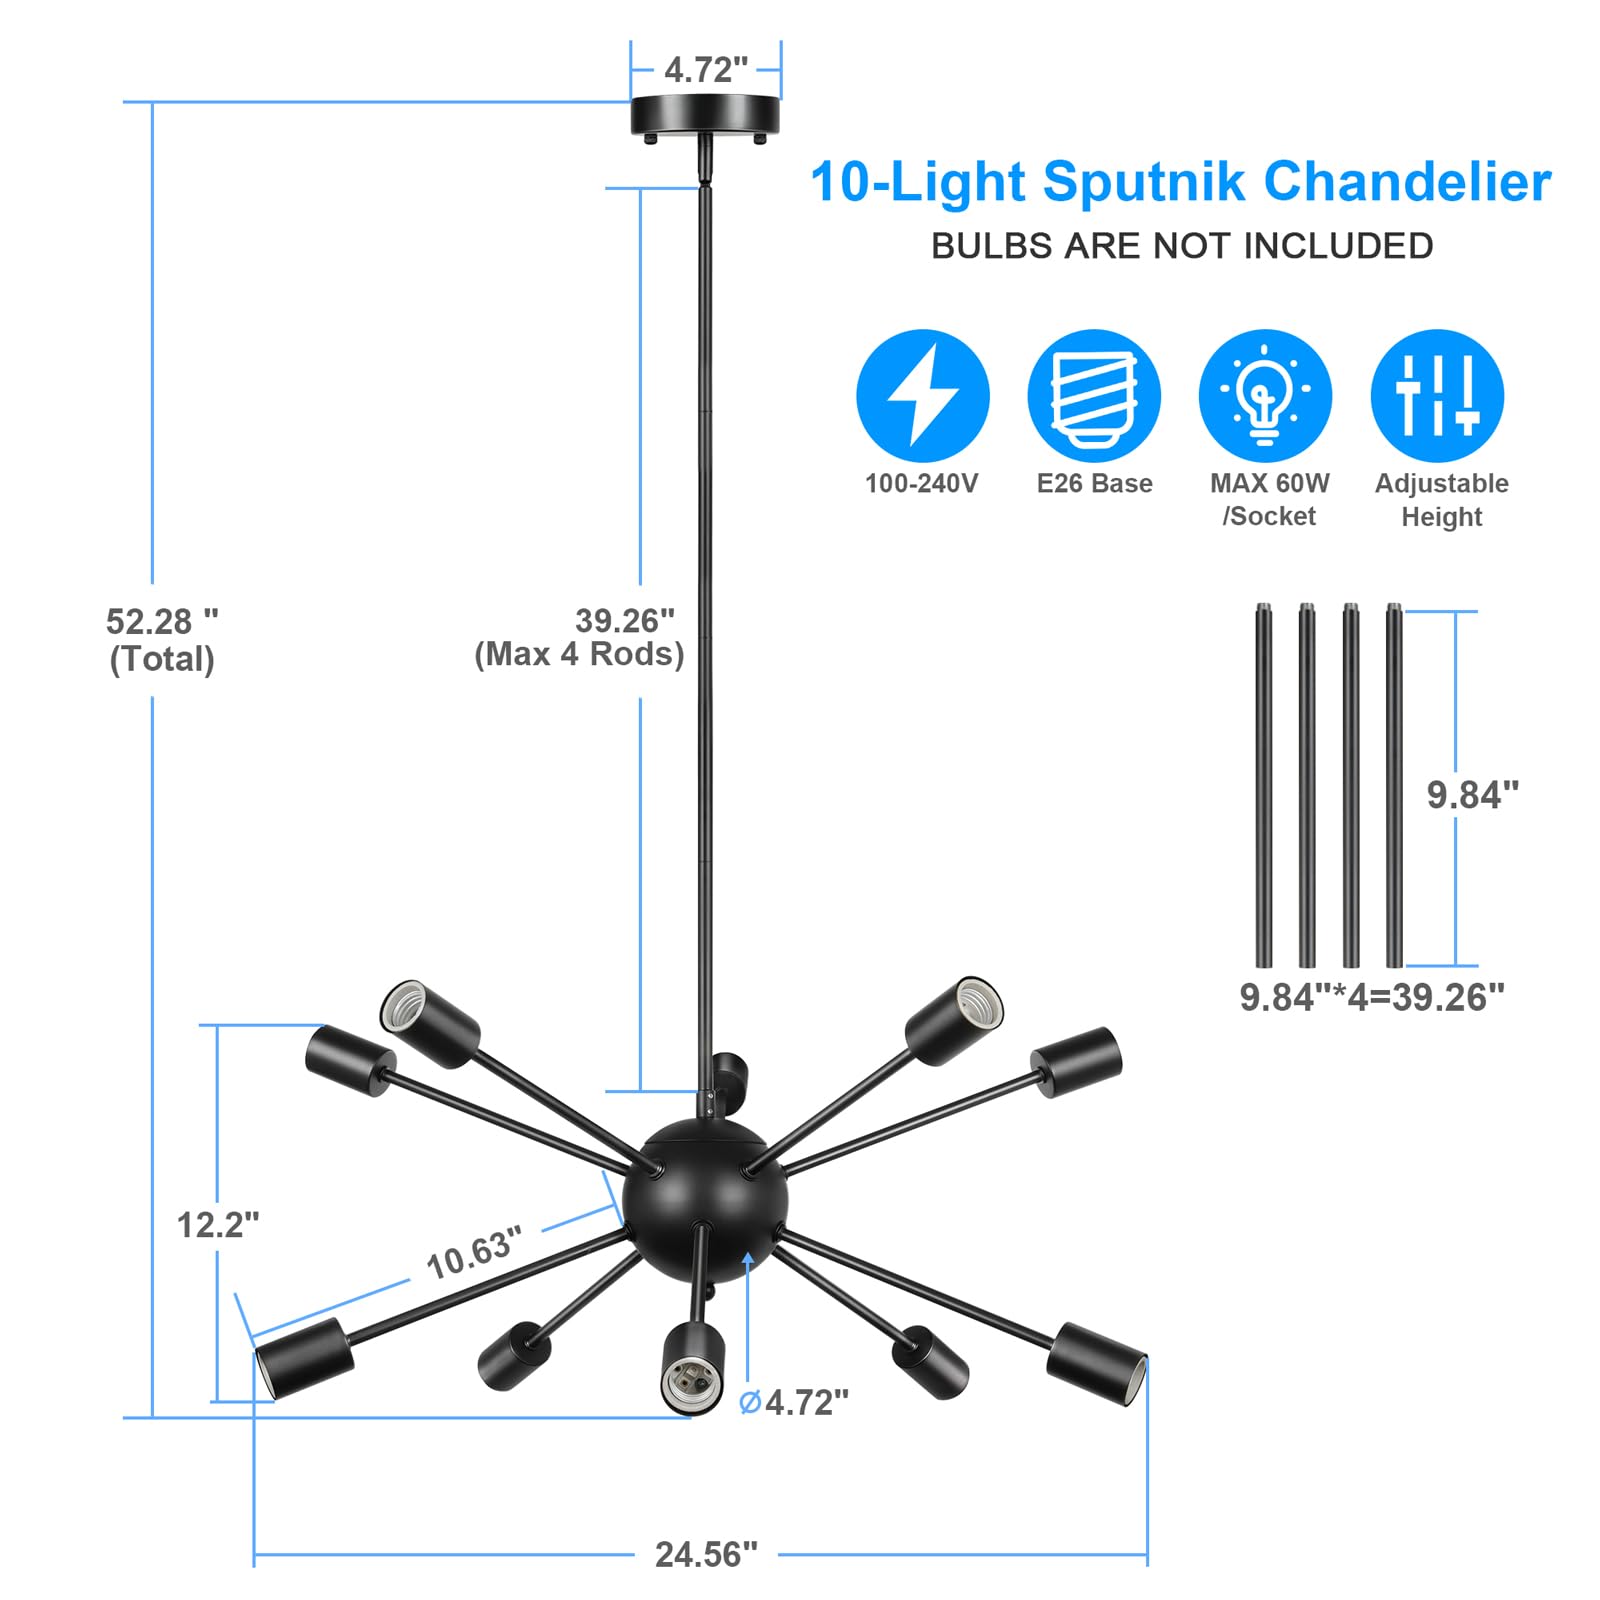 4.72"
10-Light Sputnik Chandelier
BULBS ARE NOT INCLUDED
100-240V
E26 Base
MAX 60W
/Socket
Adjustable
Height
52.28 "
(Total)
39.26"
(Max 4 Rods)
9.84"
9.84"*4=39.26"
12.2"
10.63"
⌀4.72"
24.56"